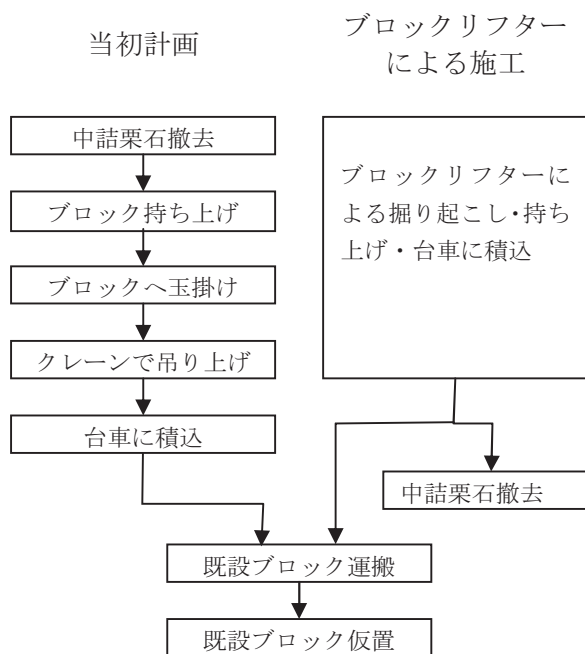 当初計画
ブロックリフター
による施工
中詰栗石撤去
ブロック持ち上げ
ブロックへ玉掛け
クレーンで吊り上げ
台車に積込
ブロックリフターに
よる掘り起こし・持ち
上げ・台車に積込
中詰栗石撤去
既設ブロック運搬
既設ブロック仮置